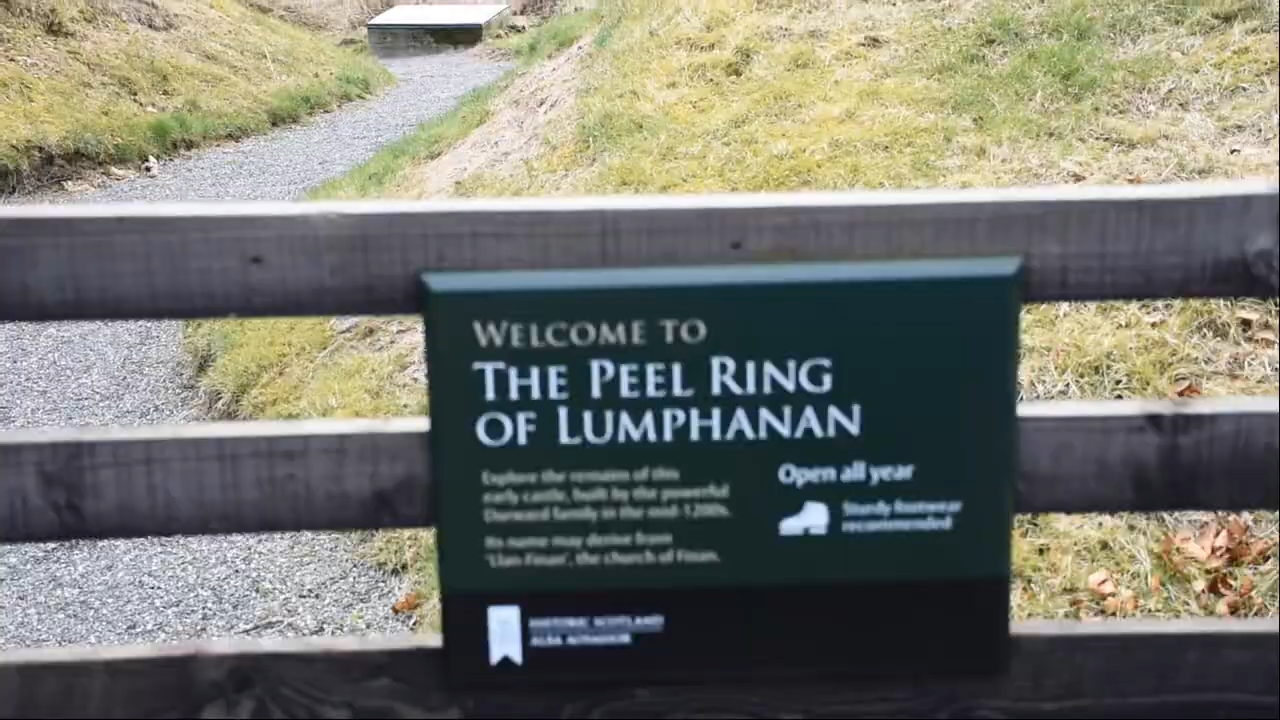 WELCOME TO
THE PEEL RING
OF LUMPHANAN
Explore the remains of this
early castle, built by the powerful
Durward family in the mid-1200s.
Its name may derive from
'Llan-Finan', the church of Finan.
Open all year
Sturdy footwear
recommended
HISTORIC SCOTLAND
ALBA AOSMHOR